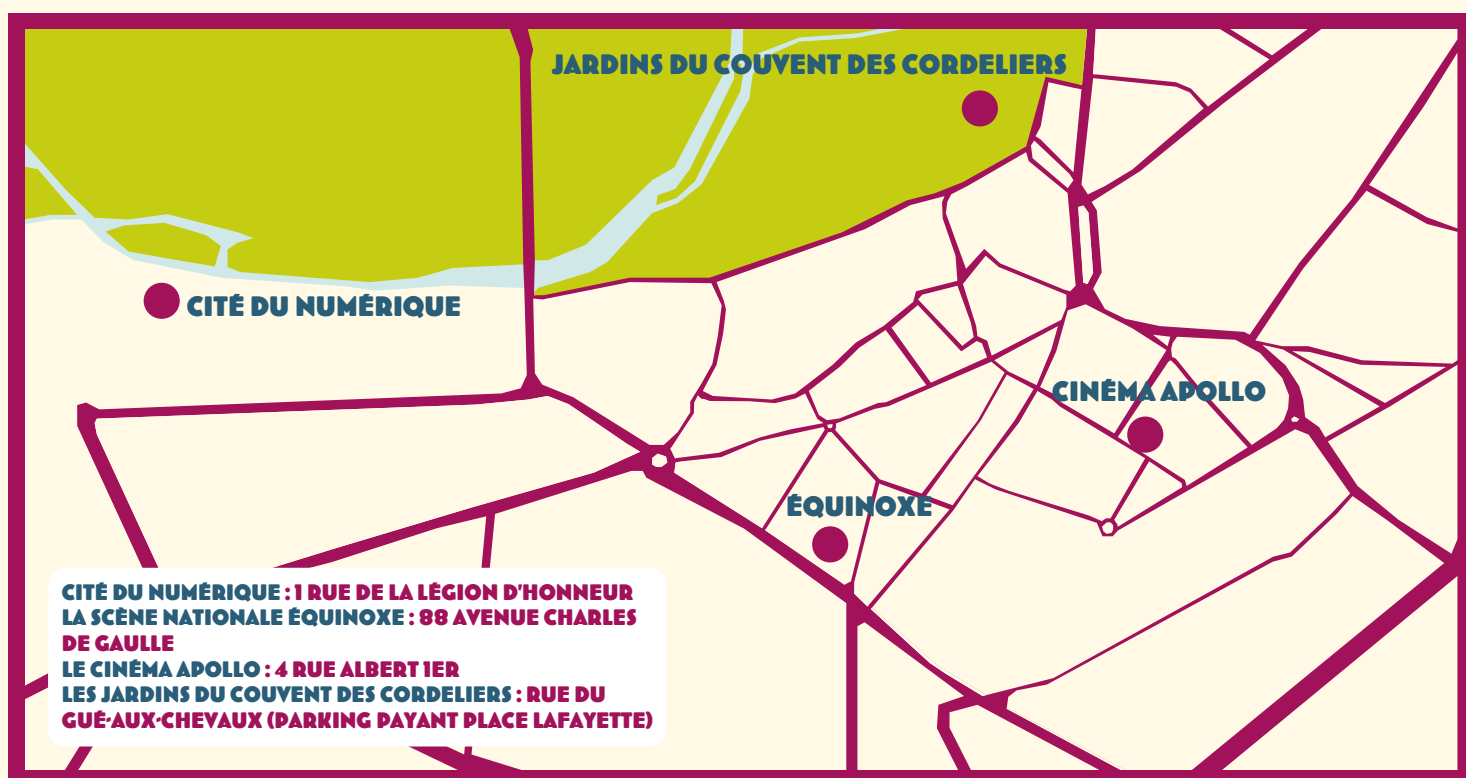 JARDINS DU COUVENT DES CORDELIERS
CITÉ DU NUMÉRIQUE
CINÉMA APOLLO
ÉQUINOXE
CITÉ DU NUMÉRIQUE : 1 RUE DE LA LÉGION D'HONNEUR
LA SCÈNE NATIONALE ÉQUINOXE : 88 AVENUE CHARLES
DE GAULLE
LE CINÉMA APOLLO : 4 RUE ALBERT 1ER
LES JARDINS DU COUVENT DES CORDELIERS : RUE DU
GUÉ-AUX-CHEVAUX (PARKING PAYANT PLACE LAFAYETTE)